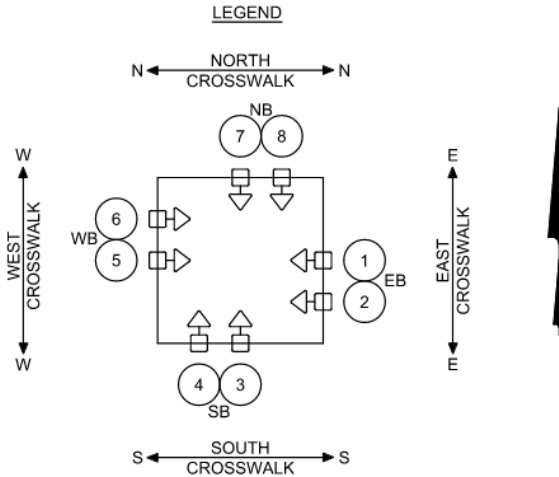 LEGEND
NORTH
N N
CROSSWALK
NB
7 8
W E
6
WB
5
1
EB
2
WEST
CROSSWALK
EAST
CROSSWALK
4 3
SB
W E
SOUTH
S S
CROSSWALK